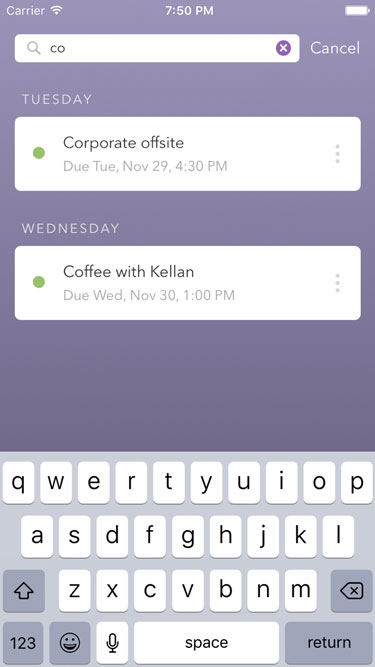 Carrier 7:50 PM
co Cancel
TUESDAY
Corporate offsite
Due Tue, Nov 29, 4:30 PM
WEDNESDAY
Coffee with Kellan
Due Wed, Nov 30, 1:00 PM
q w e r t y u i o p
a s d f g h j k l
z x c v b n m
123 space return